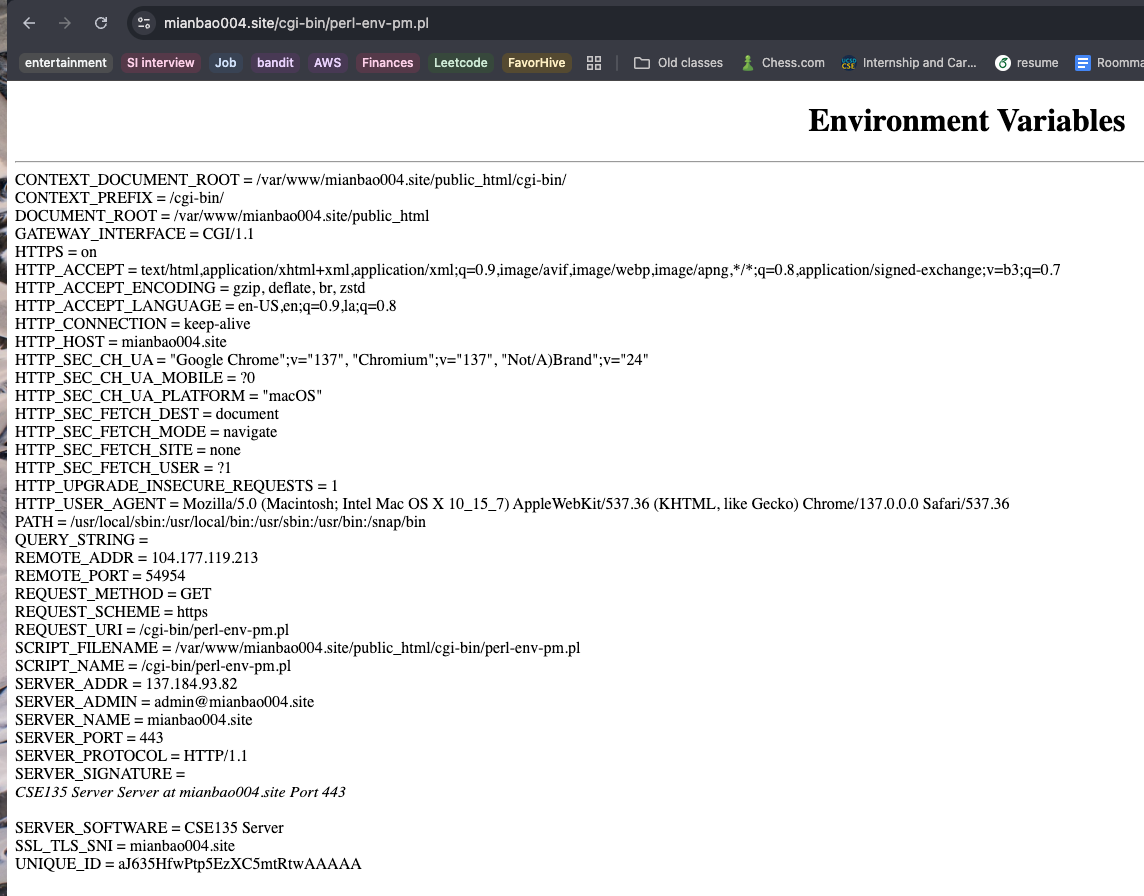 mianbao004.site/cgi-bin/perl-env-pm.pl
entertainment SI interview Job bandit AWS Finances Leetcode FavorHive Old classes Chess.com UCSD CSE Internship and Car... resume Roomma
Environment Variables
CONTEXT_DOCUMENT_ROOT = /var/www/mianbao004.site/public_html/cgi-bin/
CONTEXT_PREFIX = /cgi-bin/
DOCUMENT_ROOT = /var/www/mianbao004.site/public_html
GATEWAY_INTERFACE = CGI/1.1
HTTPS = on
HTTP_ACCEPT = text/html,application/xhtml+xml,application/xml;q=0.9,image/avif,image/webp,image/apng,*/*;q=0.8,application/signed-exchange;v=b3;q=0.7
HTTP_ACCEPT_ENCODING = gzip, deflate, br, zstd
HTTP_ACCEPT_LANGUAGE = en-US,en;q=0.9,la;q=0.8
HTTP_CONNECTION = keep-alive
HTTP_HOST = mianbao004.site
HTTP_SEC_CH_UA = "Google Chrome";v="137", "Chromium";v="137", "Not/A)Brand";v="24"
HTTP_SEC_CH_UA_MOBILE = ?0
HTTP_SEC_CH_UA_PLATFORM = "macOS"
HTTP_SEC_FETCH_DEST = document
HTTP_SEC_FETCH_MODE = navigate
HTTP_SEC_FETCH_SITE = none
HTTP_SEC_FETCH_USER = ?1
HTTP_UPGRADE_INSECURE_REQUESTS = 1
HTTP_USER_AGENT = Mozilla/5.0 (Macintosh; Intel Mac OS X 10_15_7) AppleWebKit/537.36 (KHTML, like Gecko) Chrome/137.0.0.0 Safari/537.36
PATH = /usr/local/sbin:/usr/local/bin:/usr/sbin:/usr/bin:/snap/bin
QUERY_STRING =
REMOTE_ADDR = 104.177.119.213
REMOTE_PORT = 54954
REQUEST_METHOD = GET
REQUEST_SCHEME = https
REQUEST_URI = /cgi-bin/perl-env-pm.pl
SCRIPT_FILENAME = /var/www/mianbao004.site/public_html/cgi-bin/perl-env-pm.pl
SCRIPT_NAME = /cgi-bin/perl-env-pm.pl
SERVER_ADDR = 137.184.93.82
SERVER_ADMIN = admin@mianbao004.site
SERVER_NAME = mianbao004.site
SERVER_PORT = 443
SERVER_PROTOCOL = HTTP/1.1
SERVER_SIGNATURE =
CSE135 Server Server at mianbao004.site Port 443
SERVER_SOFTWARE = CSE135 Server
SSL_TLS_SNI = mianbao004.site
UNIQUE_ID = aJ635HfwPtp5EzXC5mtRtwAAAAA